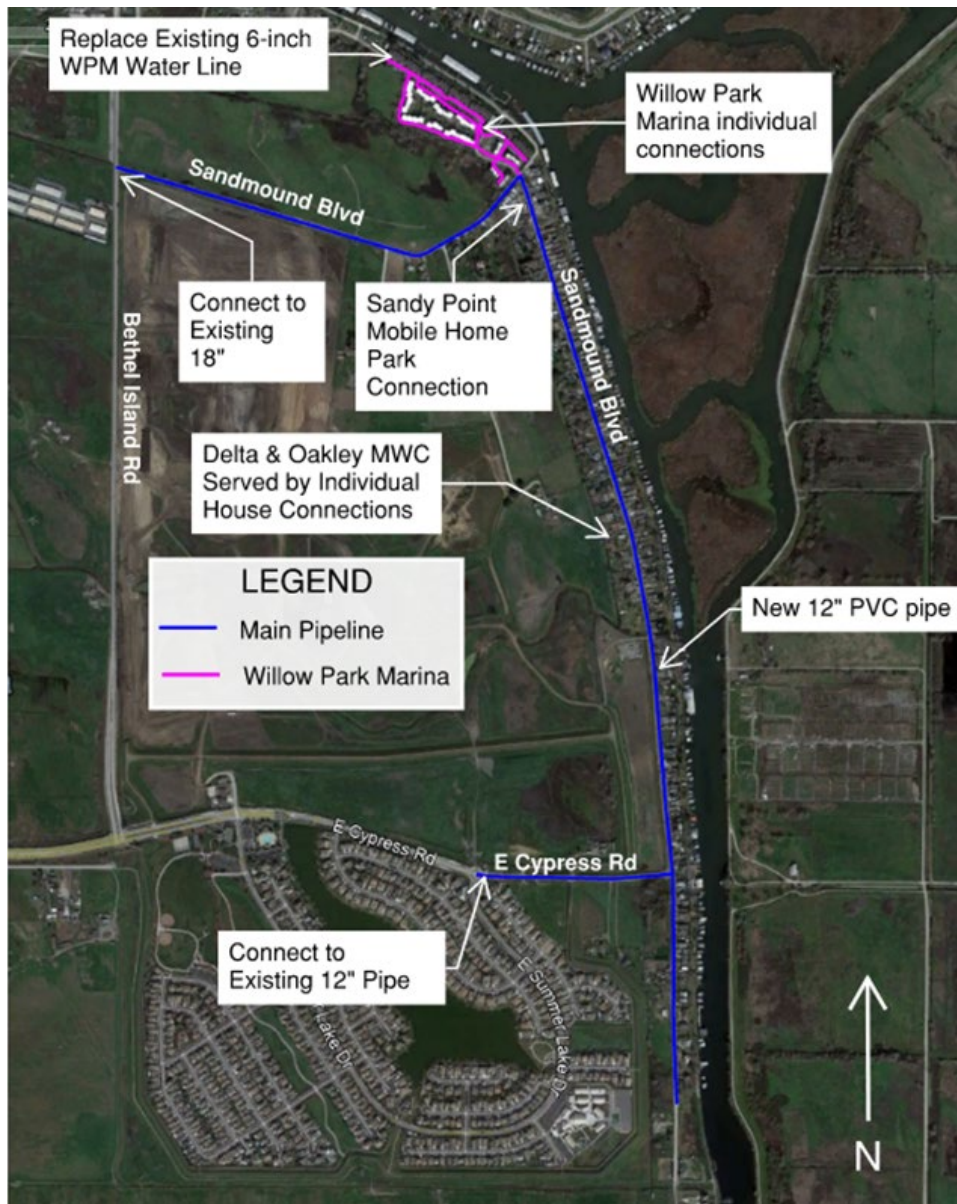 Replace Existing 6-inch
WPM Water Line
Willow Park
Marina individual
connections
Sandmound Blvd
Connect to
Existing
18"
Sandy Point
Mobile Home
Park
Connection
Sandmound Blvd
Bethel Island Rd
Delta & Oakley MWC
Served by Individual
House Connections
LEGEND
Main Pipeline
Willow Park Marina
New 12" PVC pipe
E Cypress Rd
E Cypress Rd
Connect to
Existing 12" Pipe
E Summer Lake Dr
Lake Dr
N